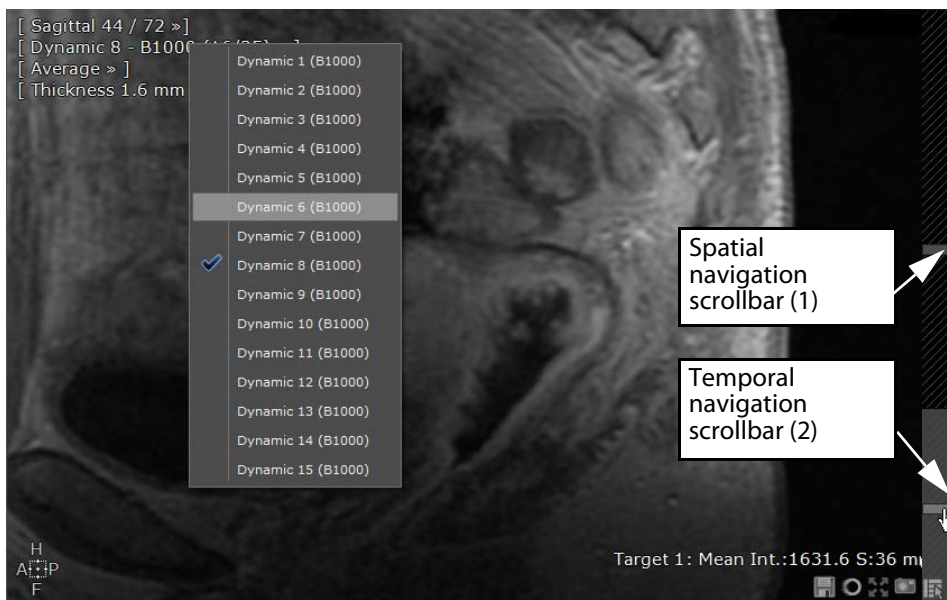 [ Sagittal 44 / 72 »]
[ Dynamic 8 - B1000
[ Average » ]
[ Thickness 1.6 mm
Dynamic 1 (B1000)
Dynamic 2 (B1000)
Dynamic 3 (B1000)
Dynamic 4 (B1000)
Dynamic 5 (B1000)
Dynamic 6 (B1000)
Dynamic 7 (B1000)
Dynamic 8 (B1000)
Dynamic 9 (B1000)
Dynamic 10 (B1000)
Dynamic 11 (B1000)
Dynamic 12 (B1000)
Dynamic 13 (B1000)
Dynamic 14 (B1000)
Dynamic 15 (B1000)
Spatial
navigation
scrollbar (1)
Temporal
navigation
scrollbar (2)
H
A P
F
Target 1: Mean Int.:1631.6 S:36